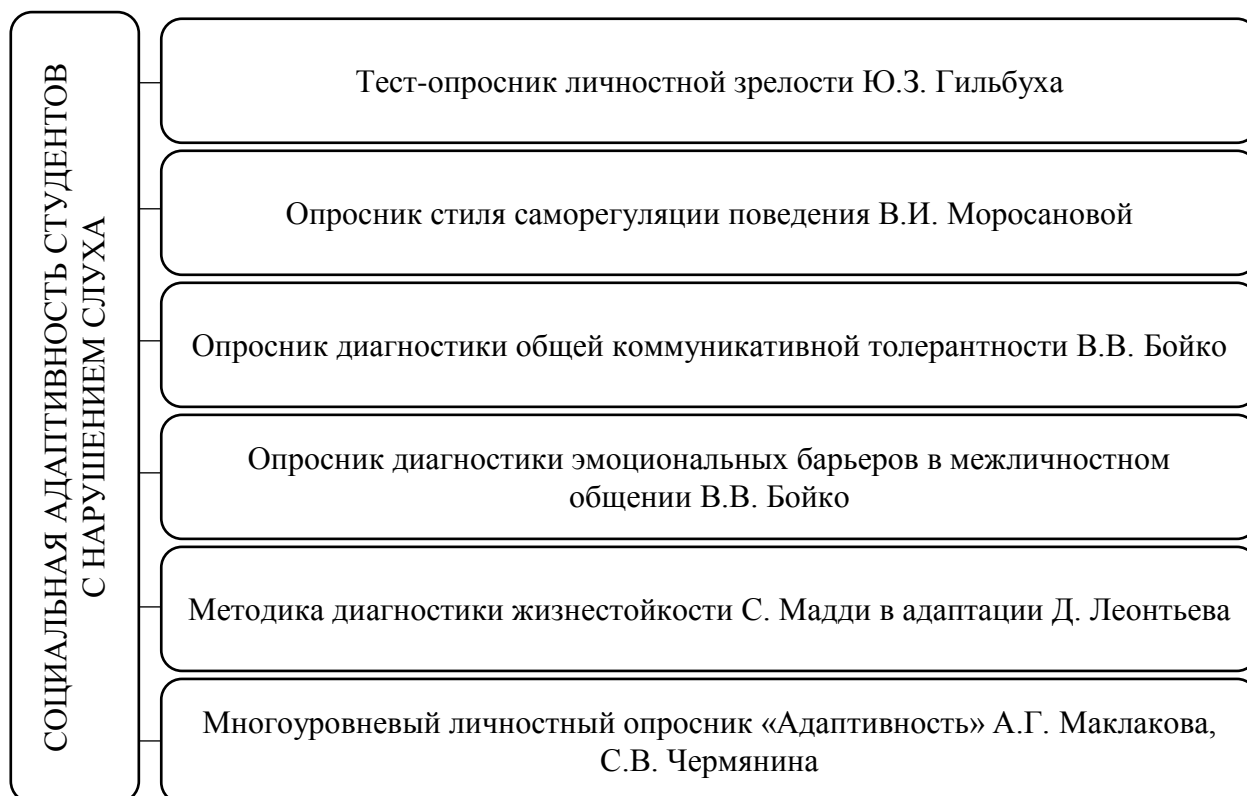 СОЦИАЛЬНАЯ АДАПТИВНОСТЬ СТУДЕНТОВ
С НАРУШЕНИЕМ СЛУХА
Тест-опросник личностной зрелости Ю.З. Гильбуха
Опросник стиля саморегуляции поведения В.И. Моросановой
Опросник диагностики общей коммуникативной толерантности В.В. Бойко
Опросник диагностики эмоциональных барьеров в межличностном
общении В.В. Бойко
Методика диагностики жизнестойкости С. Мадди в адаптации Д. Леонтьева
Многоуровневый личностный опросник «Адаптивность» А.Г. Маклакова,
С.В. Чермянина